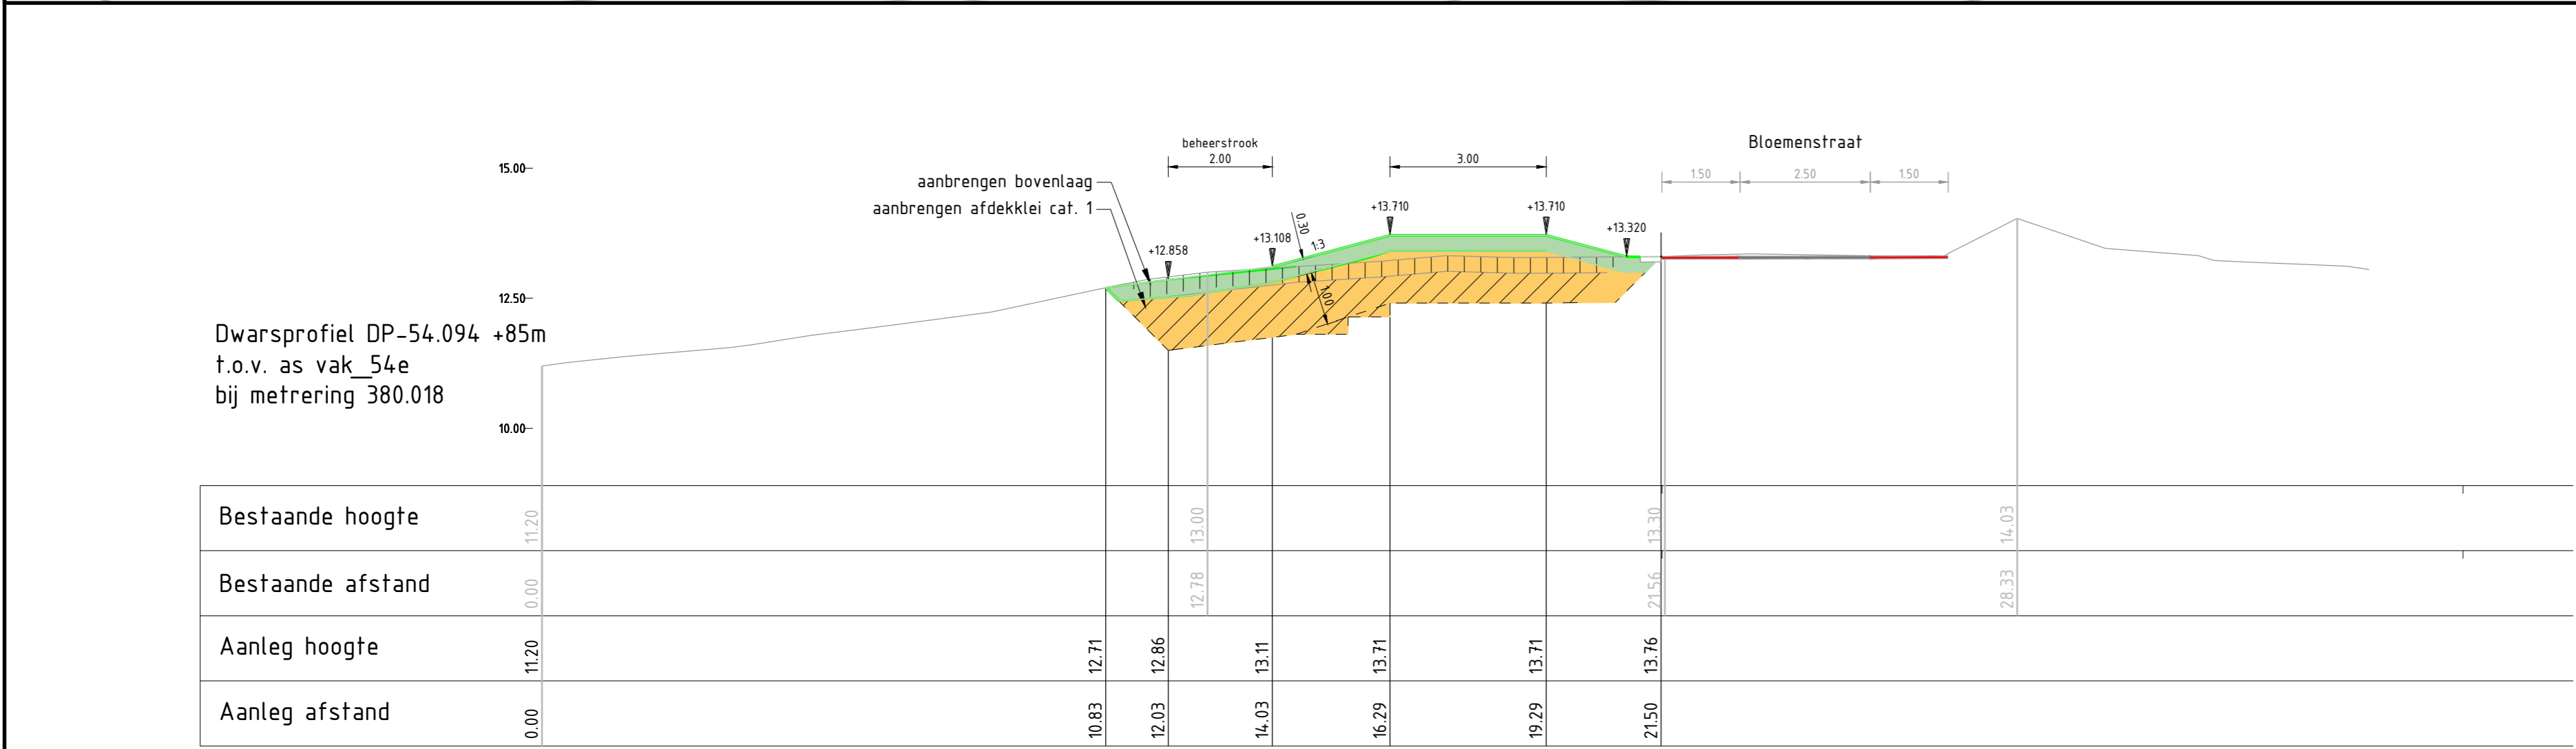 beheerstrook
2.00
3.00
Bloemenstraat
1.50
2.50
1.50
15.00
aanbrengen bovenlaag
aanbrengen afdekklei cat. 1
+12.858
+13.108
0.30
1:3
+13.710
+13.710
+13.320
1.00
12.50
10.00
Dwarsprofiel DP-54.094 +85m
t.o.v. as vak_54e
bij metrering 380.018
Bestaande hoogte 11.20 13.00 13.30 14.03
Bestaande afstand 0.00 12.78 21.56 28.33
Aanleg hoogte 11.20 12.71 12.86 13.11 13.71 13.71 13.76
Aanleg afstand 0.00 10.83 12.03 14.03 16.29 19.29 21.50